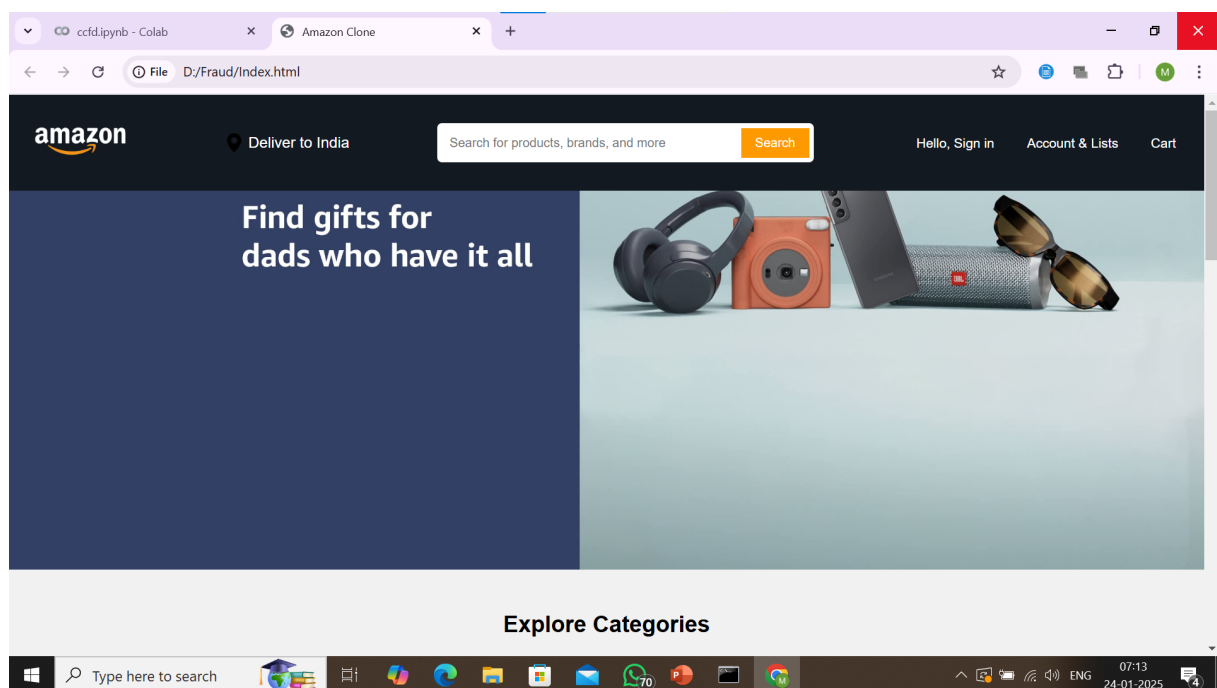 ccfd.ipynb - Colab
Amazon Clone
File D:/Fraud/Index.html
M
amazon
Deliver to India
Search for products, brands, and more
Search
Hello, Sign in
Account & Lists
Cart
Find gifts for
dads who have it all
JBL
Explore Categories
Type here to search
70
P
M
ENG
07:13
24-01-2025
4